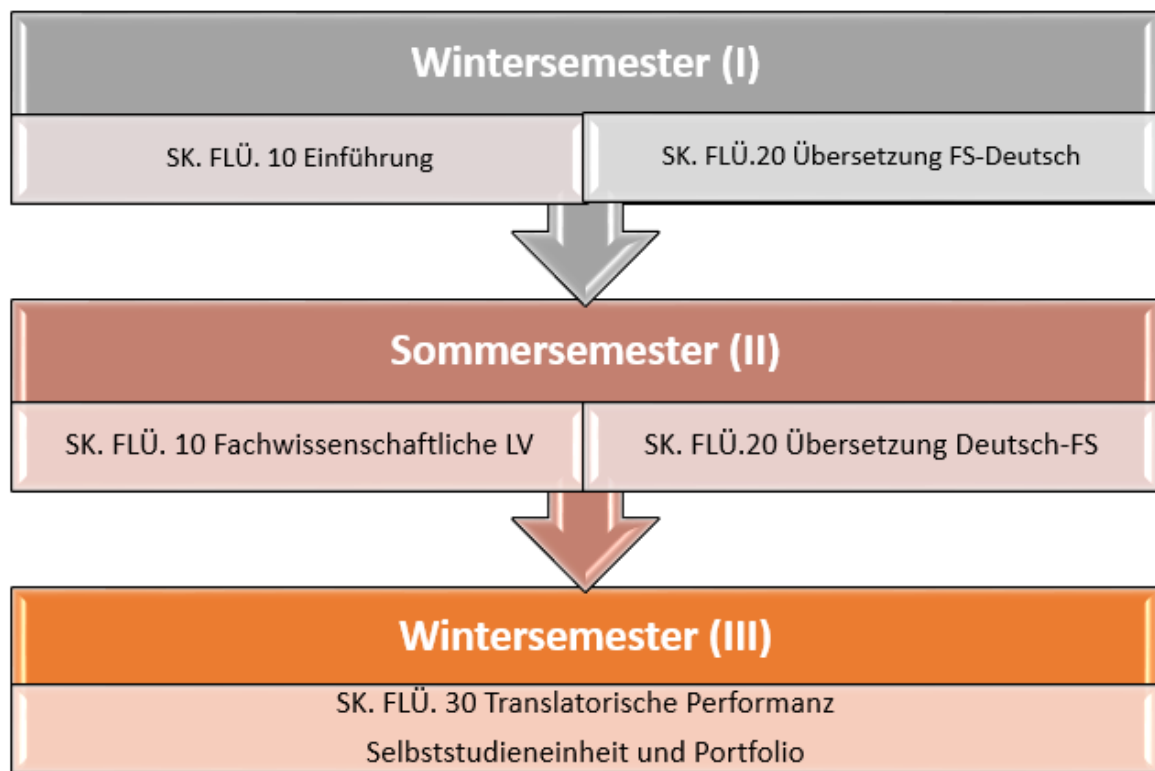 Wintersemester (I)
SK. FLÜ. 10 Einführung
SK. FLÜ.20 Übersetzung FS-Deutsch
Sommersemester (II)
SK. FLÜ. 10 Fachwissenschaftliche LV
SK. FLÜ.20 Übersetzung Deutsch-FS
Wintersemester (III)
SK. FLÜ. 30 Translatorische Performanz
Selbststudieneinheit und Portfolio